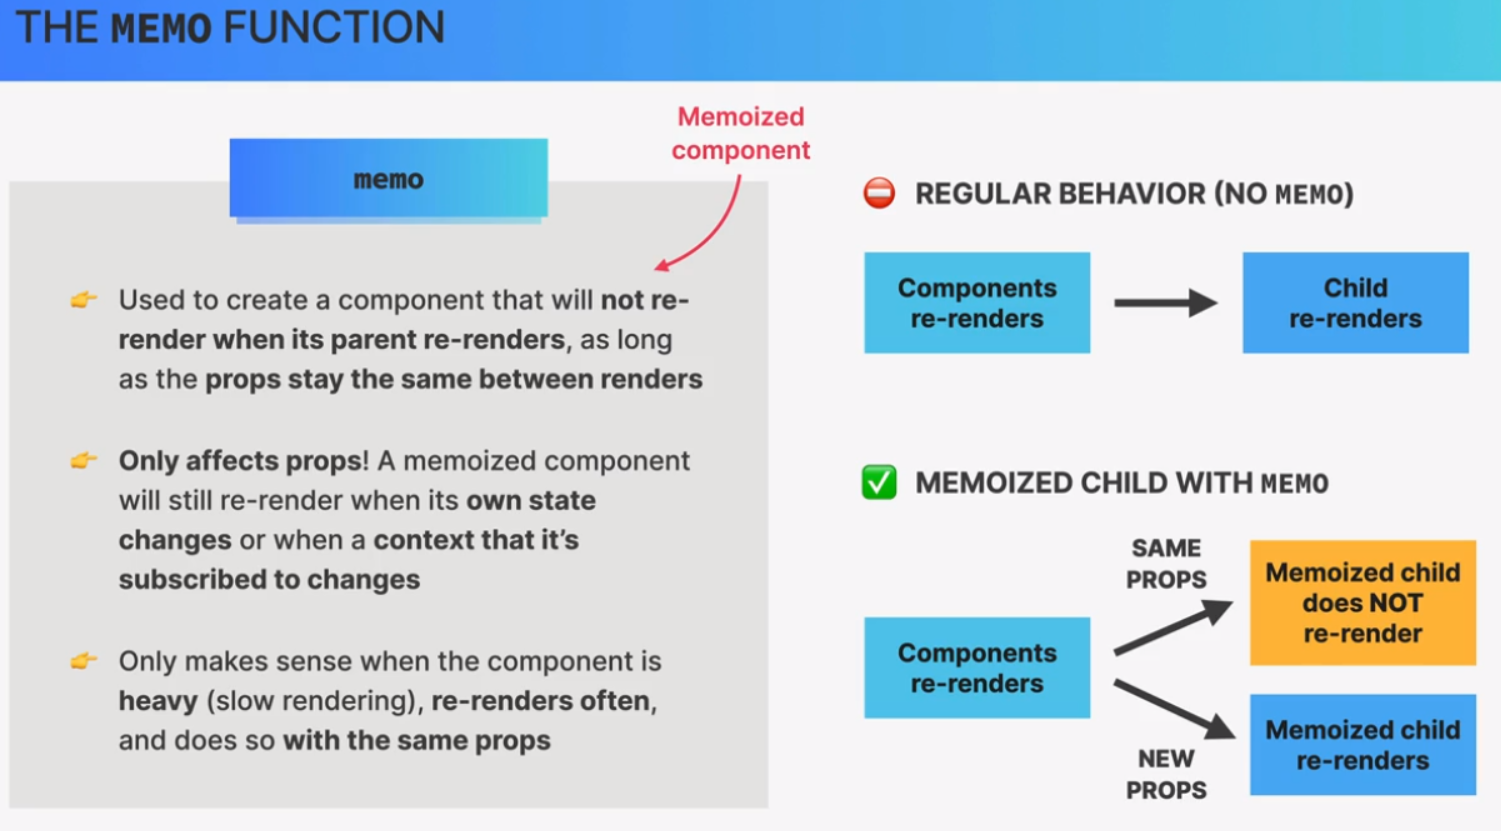 THE MEMO FUNCTION
memo
Memoized
component
Used to create a component that will not re-
render when its parent re-renders, as long
as the props stay the same between renders
Only affects props! A memoized component
will still re-render when its own state
changes or when a context that it’s
subscribed to changes
Only makes sense when the component is
heavy (slow rendering), re-renders often,
and does so with the same props
REGULAR BEHAVIOR (NO MEMO)
Components
re-renders
Child
re-renders
MEMOIZED CHILD WITH MEMO
Components
re-renders
SAME
PROPS
Memoized child
does NOT
re-render
NEW
PROPS
Memoized child
re-renders